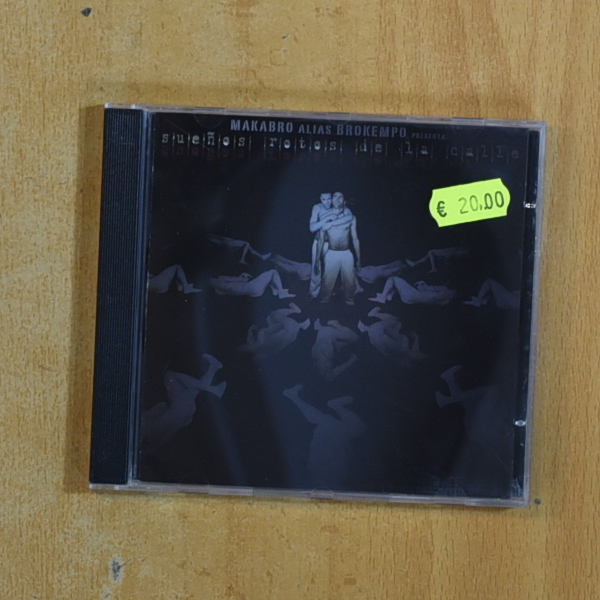 MAKABRO ALIAS BROKEMPO PRESENTA
sueños rotos de la calle
€ 20,00